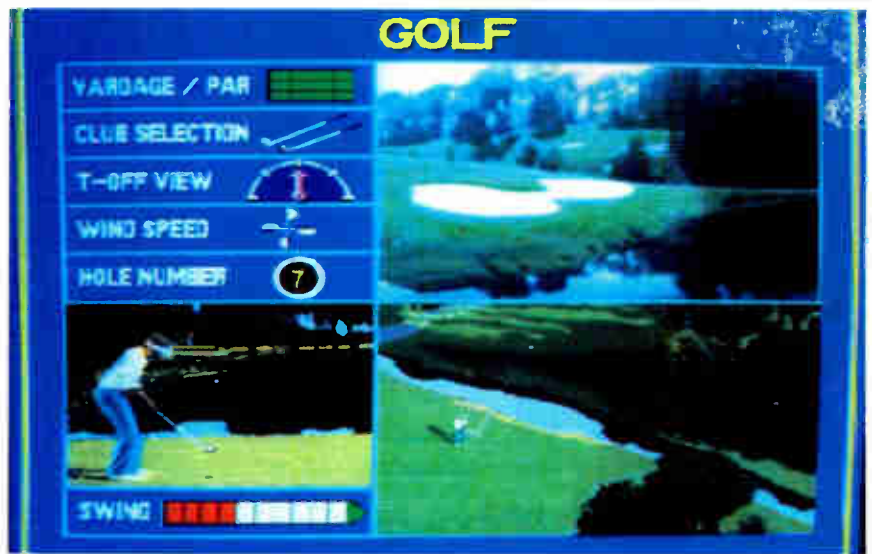 GOLF
YARDAGE / PAR
CLUB SELECTION
T-OFF VIEW
WIND SPEED
HOLE NUMBER 7
SWING